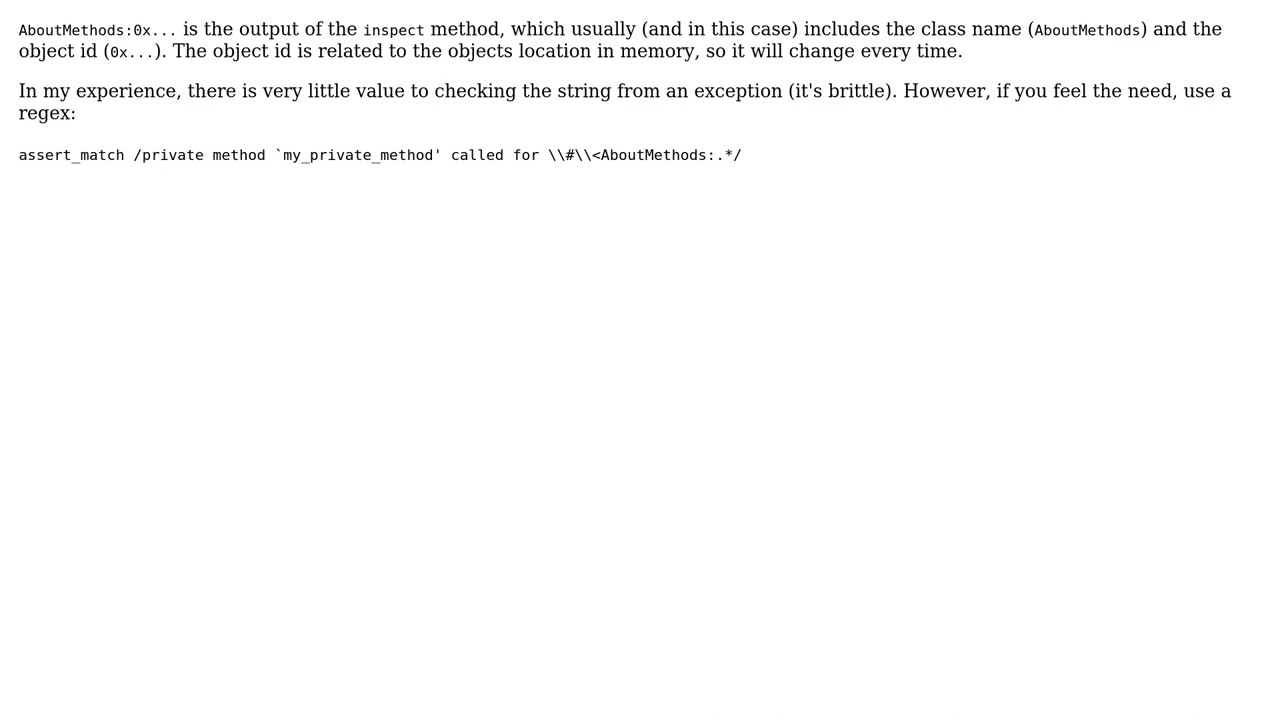 AboutMethods:0x... is the output of the inspect method, which usually (and in this case) includes the class name (AboutMethods) and the
object id (0x...). The object id is related to the objects location in memory, so it will change every time.
In my experience, there is very little value to checking the string from an exception (it's brittle). However, if you feel the need, use a
regex:
assert_match /private method `my_private_method' called for \\#\\<AboutMethods:.*/